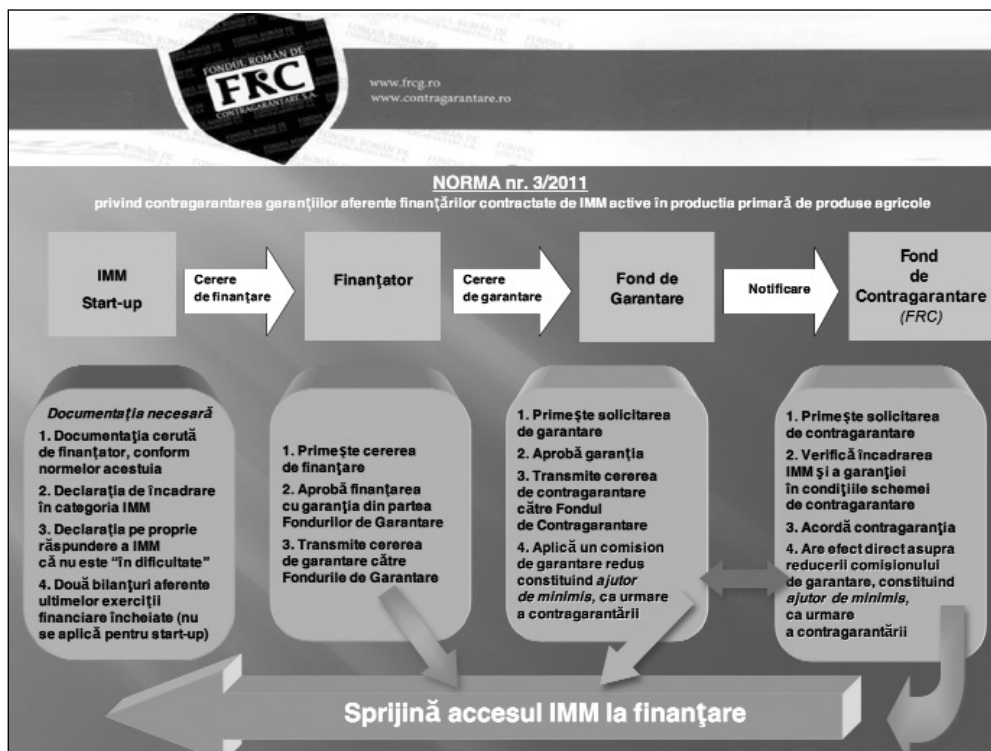 FONDUL ROMÂN DE
FRC
CONTRAGARANTARE S.A.
www.frcg.ro
www.contragarantare.ro
NORMA nr. 3/2011
privind contragarantarea garanţiilor aferente finanţărilor contractate de IMM active în productia primară de produse agricole
IMM
Start-up
Cerere
de finanţare
Finanţator
Cerere
de garantare
Fond de
Garantare
Notificare
Fond
de
Contragarantare
(FRC)
Documentaţia necesară
1. Documentaţia cerută
de finanţator, conform
normelor acestuia
2. Declaraţia de încadrare
în categoria IMM
3. Declaraţia pe proprie
răspundere a IMM
că nu este “în dificultate”
4. Două bilanţuri aferente
ultimelor exerciţii
financiare încheiate (nu
se aplică pentru start-up)
1. Primeşte cererea
de finanţare
2. Aprobă finanţarea
cu garanţia din partea
Fondurilor de Garantare
3. Transmite cererea
de garantare către
Fondurile de Garantare
1. Primeşte solicitarea
de garantare
2. Aprobă garanţia
3. Transmite cererea
de contragarantare
către Fondul
de Contragarantare
4. Aplică un comision
de garantare redus
constituind ajutor
de minimis, ca urmare
a contragarantării
1. Primeşte solicitarea
de contragarantare
2. Verifică încadrarea
IMM şi a garanţiei
în condiţiile schemei
de contragarantare
3. Acordă contragaranţia
4. Are efect direct asupra
reducerii comisionului
de garantare, constituind
ajutor de minimis,
ca urmare
a contragarantării
Sprijină accesul IMM la finanţare